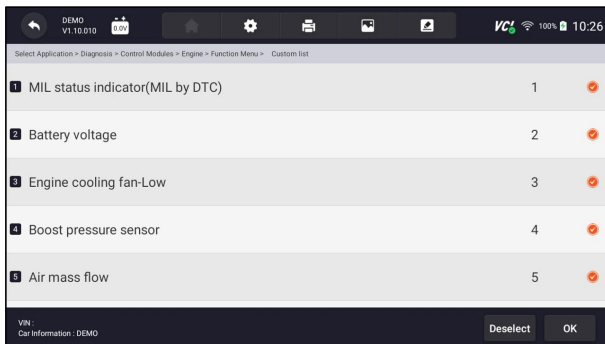 DEMO
V1.10.010
0.0V
VCI 100% 10:26
Select Application > Diagnosis > Control Modules > Engine > Function Menu > Custom list
1 MIL status indicator(MIL by DTC) 1
2 Battery voltage 2
3 Engine cooling fan-Low 3
4 Boost pressure sensor 4
5 Air mass flow 5
VIN :
Car Information : DEMO
Deselect OK